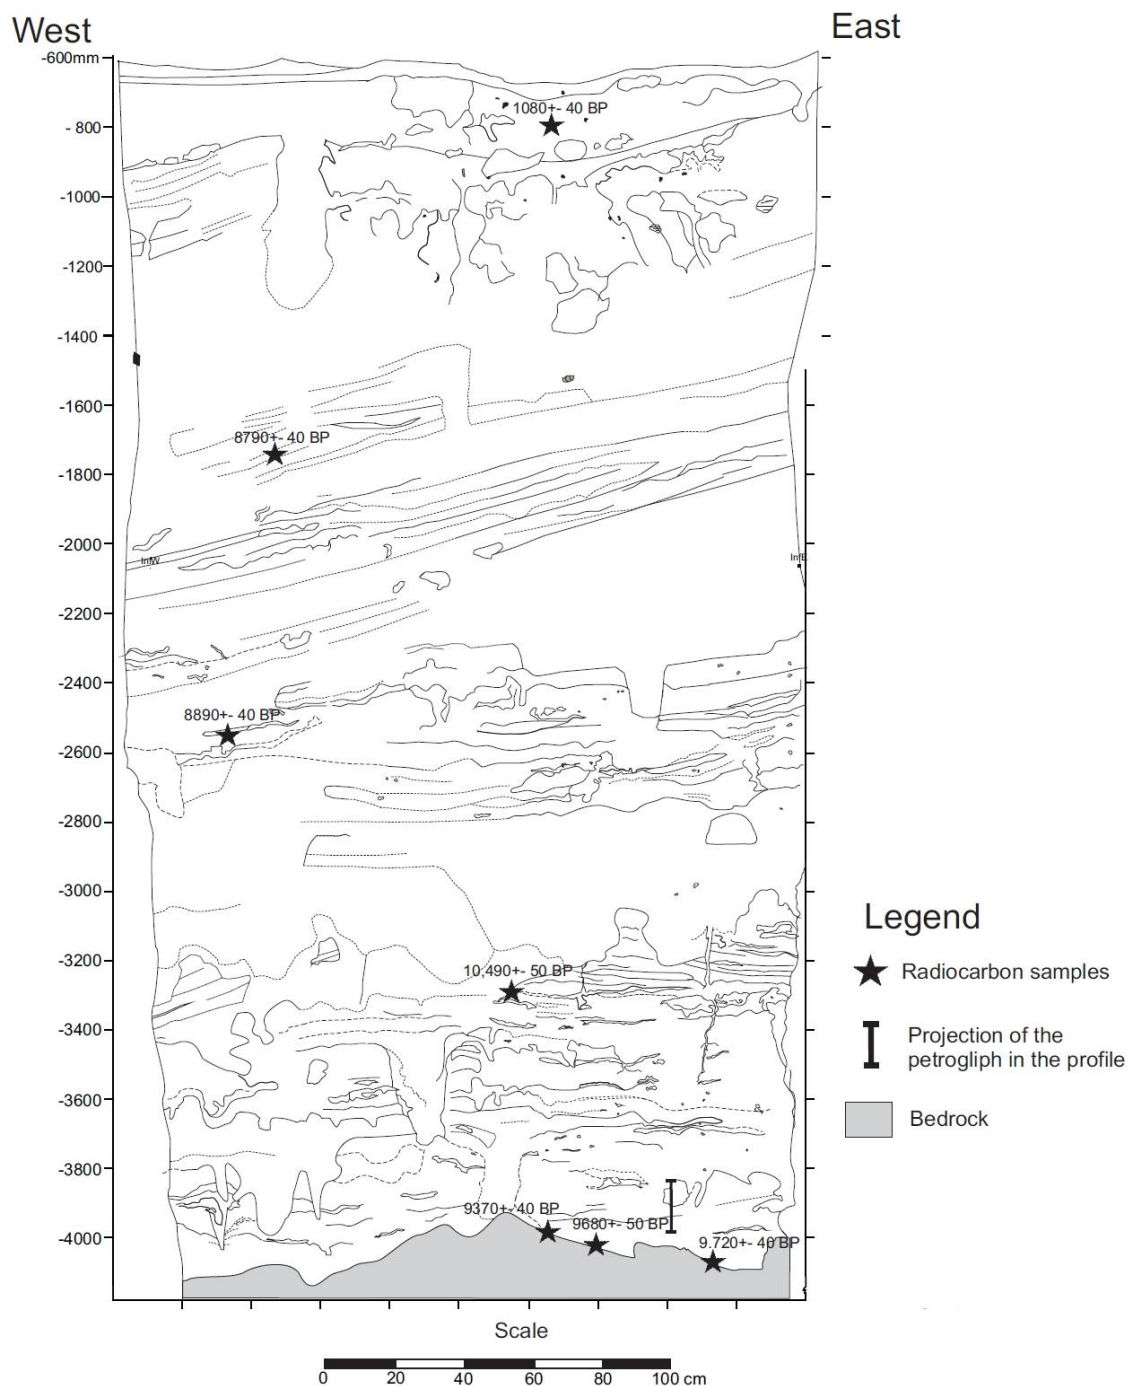 West
East
-600mm
- 800
-1000
-1200
-1400
-1600
-1800
-2000
-2200
-2400
-2600
-2800
-3000
-3200
-3400
-3600
-3800
-4000
1080+- 40 BP
8790+- 40 BP
InfW
InfE
8890+- 40 BP
10,490+- 50 BP
9370+- 40 BP
9680+- 50 BP
9.720+- 40 BP
Legend
Radiocarbon samples
Projection of the
petrogliph in the profile
Bedrock
Scale
0 20 40 60 80 100 cm